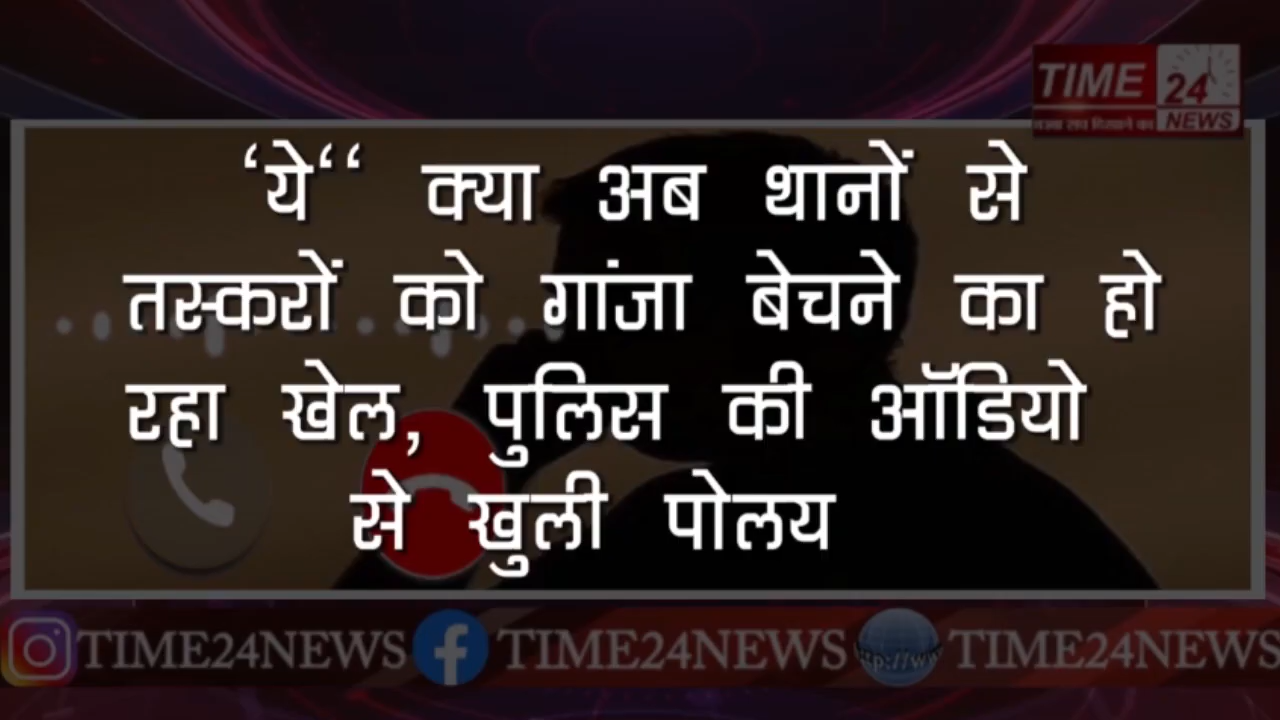 TIME 24 NEWS
‘ये‘‘ क्या अब थानों से
तस्करों को गांजा बेचने का हो
रहा खेल, पुलिस की ऑडियो
से खुली पोलय
TIME24NEWS TIME24NEWS TIME24NEWS